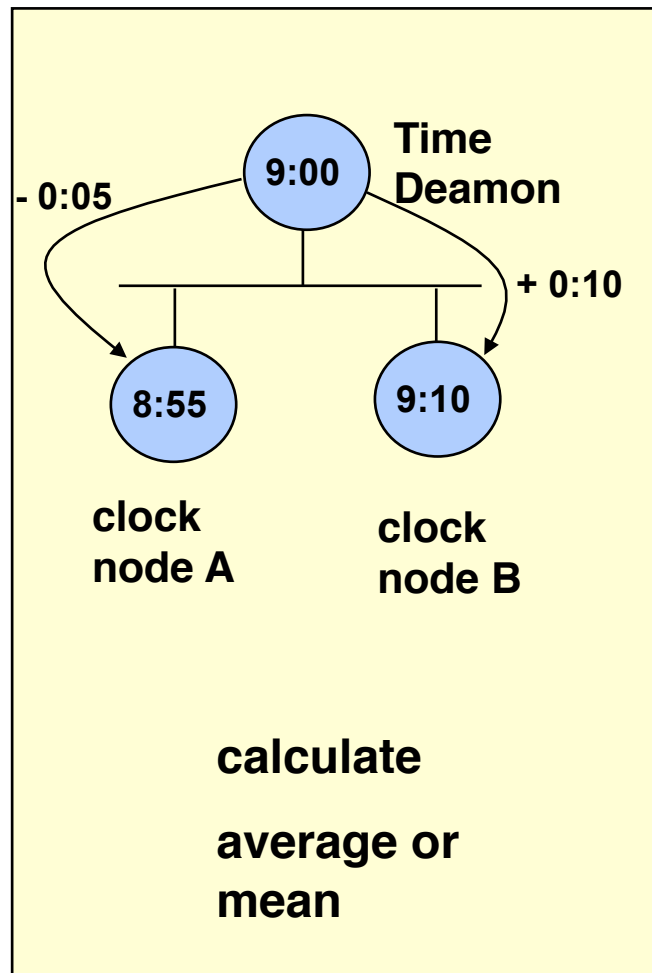 Time
Deamon
9:00
- 0:05
+ 0:10
8:55
9:10
clock
node A
clock
node B
calculate
average or
mean